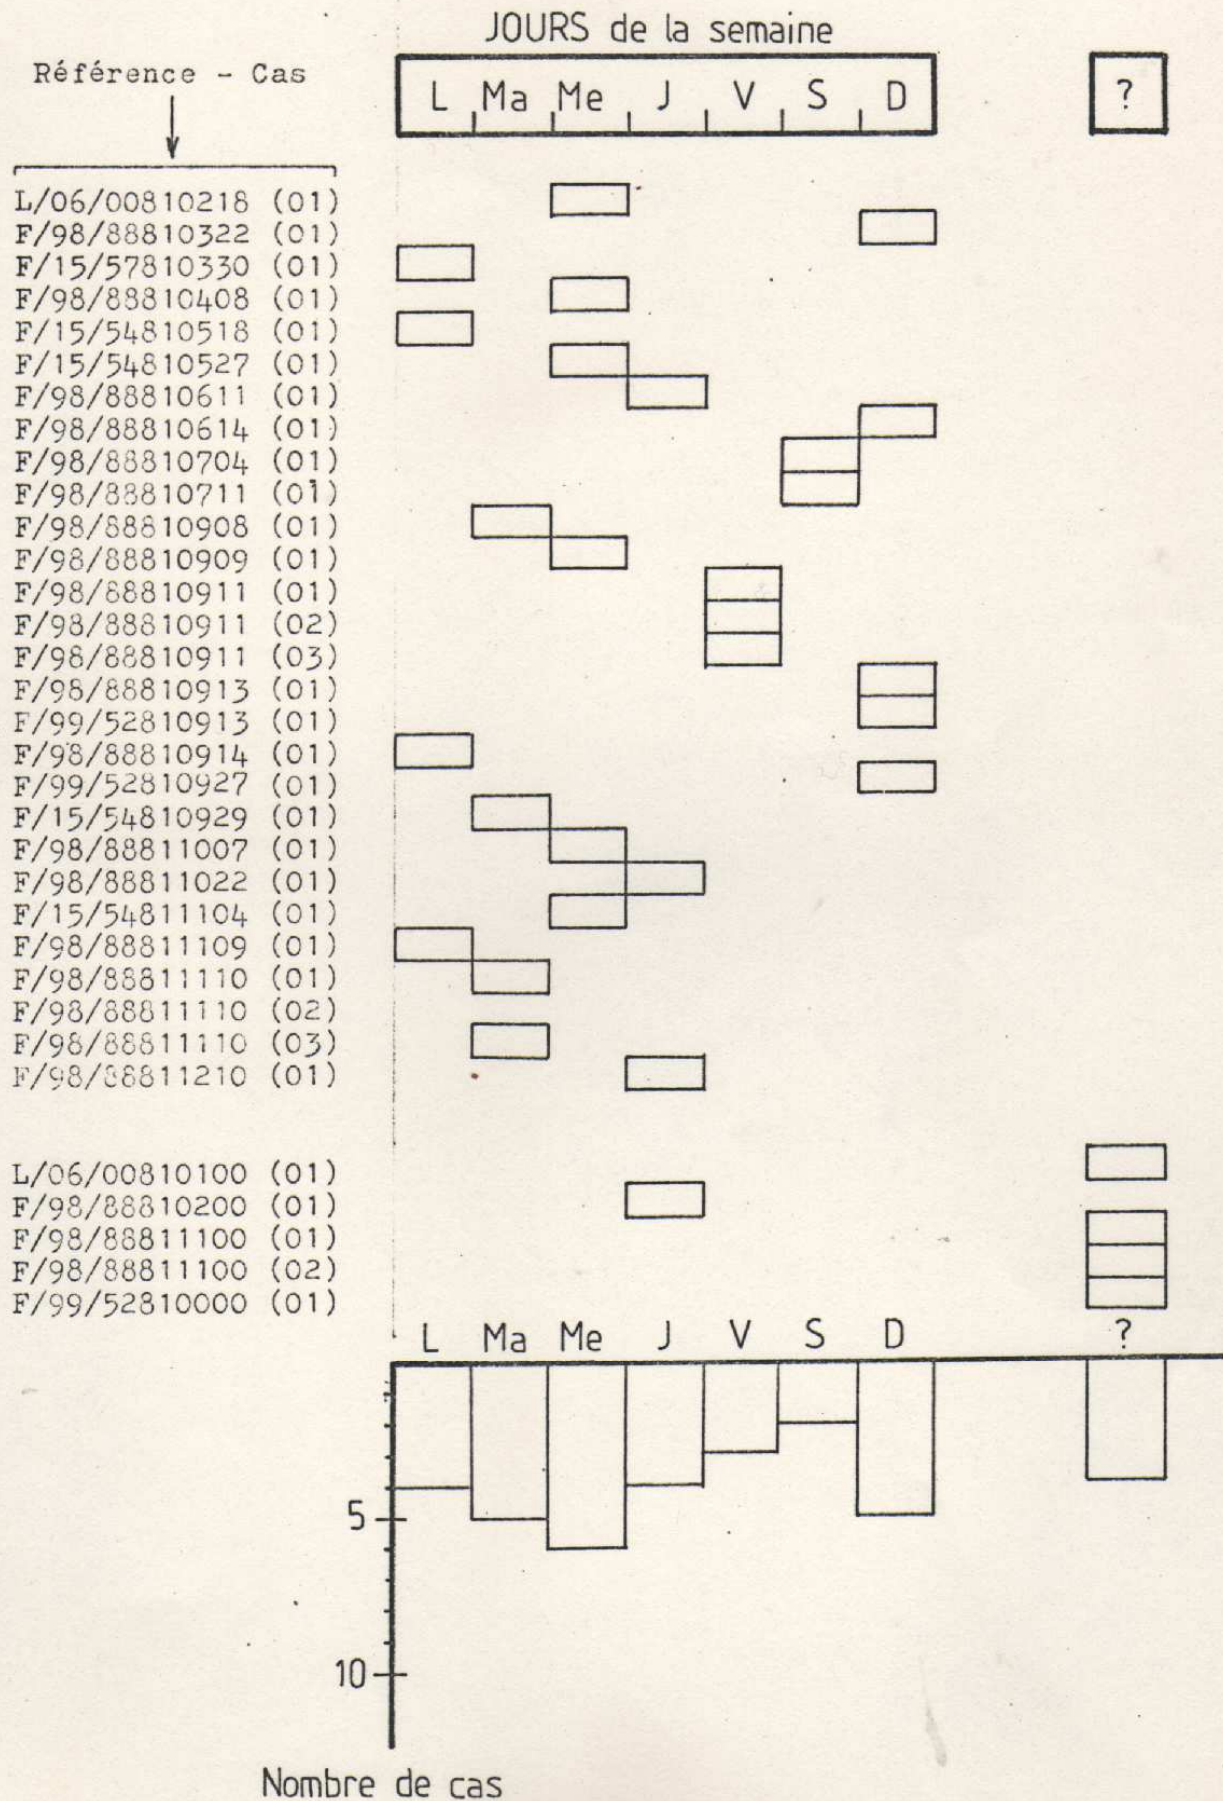 JOURS de la semaine
Référence - Cas
L Ma Me J V S D ?
L/06/00810218 (01)
F/98/88810322 (01)
F/15/57810330 (01)
F/98/88810408 (01)
F/15/54810518 (01)
F/15/54810527 (01)
F/98/88810611 (01)
F/98/88810614 (01)
F/98/88810704 (01)
F/98/88810711 (01)
F/98/88810908 (01)
F/98/88810909 (01)
F/98/88810911 (01)
F/98/88810911 (02)
F/98/88810911 (03)
F/98/88810913 (01)
F/99/52810913 (01)
F/98/88810914 (01)
F/99/52810927 (01)
F/15/54810929 (01)
F/98/88811007 (01)
F/98/88811022 (01)
F/15/54811104 (01)
F/98/88811109 (01)
F/98/88811110 (01)
F/98/88811110 (02)
F/98/88811110 (03)
F/98/88811210 (01)
L/06/00810100 (01)
F/98/88810200 (01)
F/98/88811100 (01)
F/98/88811100 (02)
F/99/52810000 (01)
L Ma Me J V S D ?
5
10
Nombre de cas